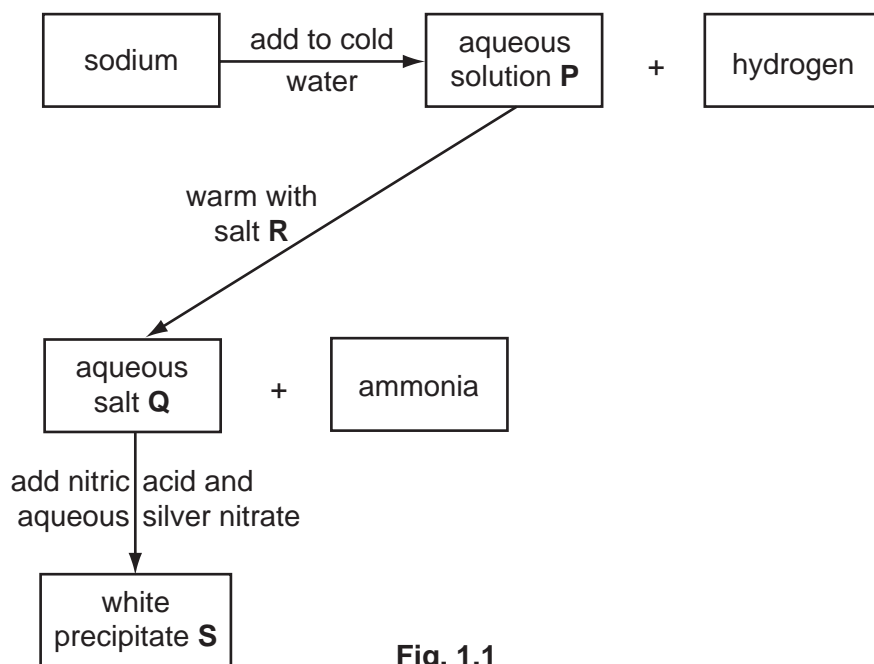 sodium
add to cold
water
aqueous
solution P
+
hydrogen
warm with
salt R
aqueous
salt Q
+
ammonia
add nitric acid and
aqueous silver nitrate
white
precipitate S
Fig. 1.1